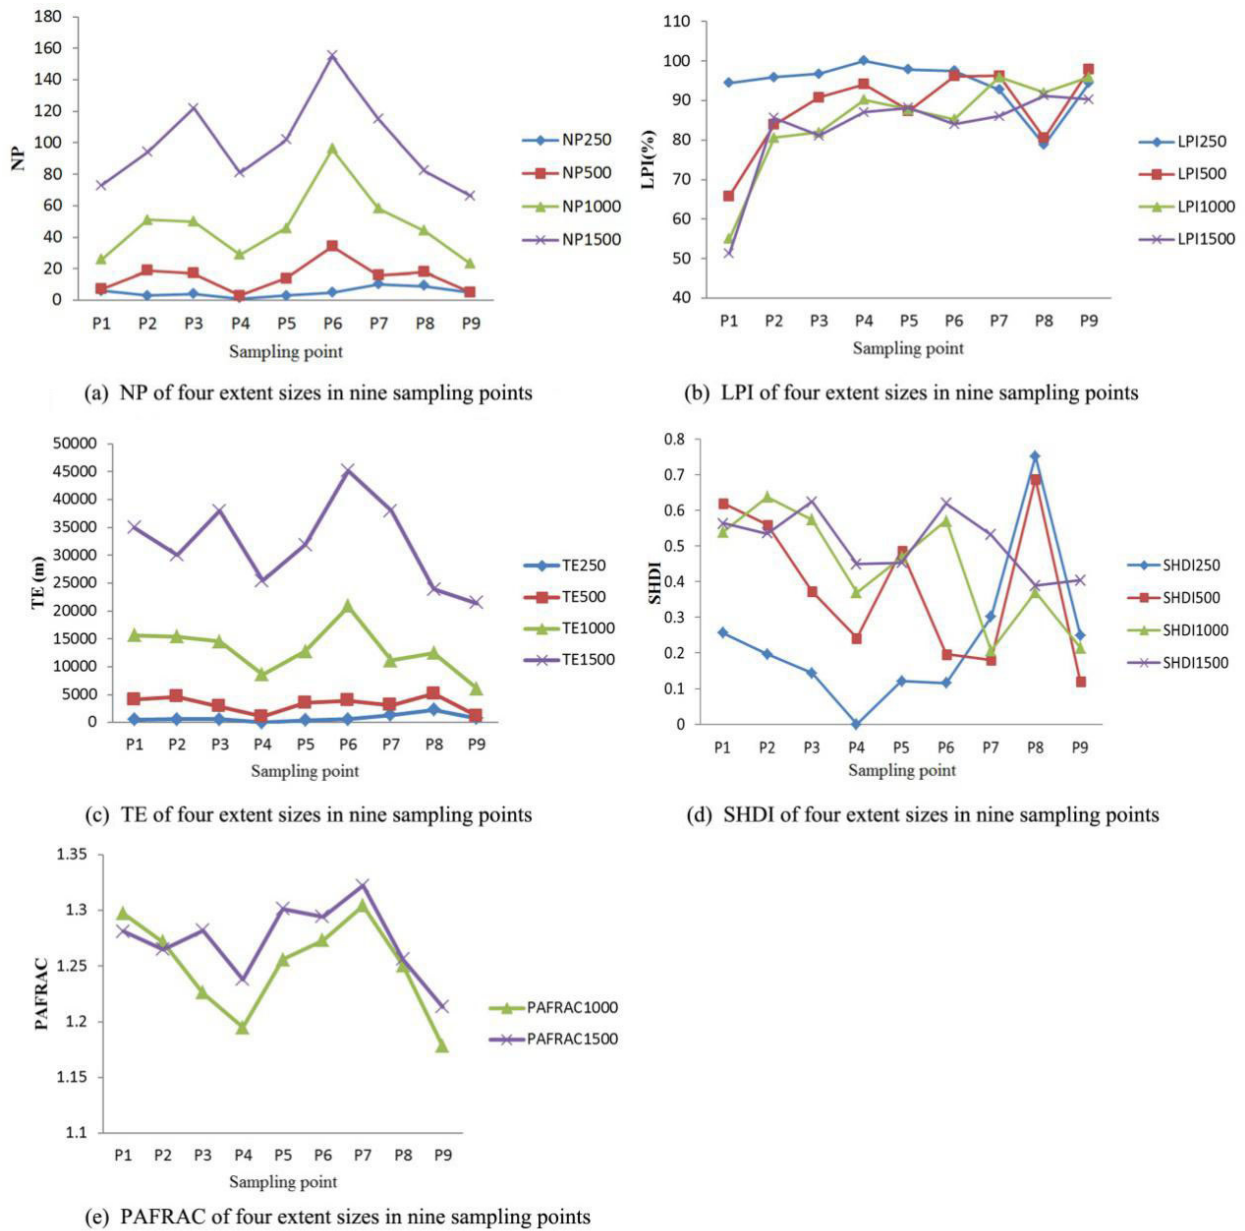 180
160
140
120
100
80
60
40
20
0
NP
P1 P2 P3 P4 P5 P6 P7 P8 P9
Sampling point
NP250
NP500
NP1000
NP1500
(a) NP of four extent sizes in nine sampling points
110
100
90
80
70
60
50
40
LPI(%)
P1 P2 P3 P4 P5 P6 P7 P8 P9
Sampling point
LPI250
LPI500
LPI1000
LPI1500
(b) LPI of four extent sizes in nine sampling points
50000
45000
40000
35000
30000
25000
20000
15000
10000
5000
0
TE (m)
P1 P2 P3 P4 P5 P6 P7 P8 P9
Sampling point
TE250
TE500
TE1000
TE1500
(c) TE of four extent sizes in nine sampling points
0.8
0.7
0.6
0.5
0.4
0.3
0.2
0.1
0
SHDI
P1 P2 P3 P4 P5 P6 P7 P8 P9
Sampling point
SHDI250
SHDI500
SHDI1000
SHDI1500
(d) SHDI of four extent sizes in nine sampling points
1.35
1.3
1.25
1.2
1.15
1.1
PAFRAC
P1 P2 P3 P4 P5 P6 P7 P8 P9
Sampling point
PAFRAC1000
PAFRAC1500
(e) PAFRAC of four extent sizes in nine sampling points